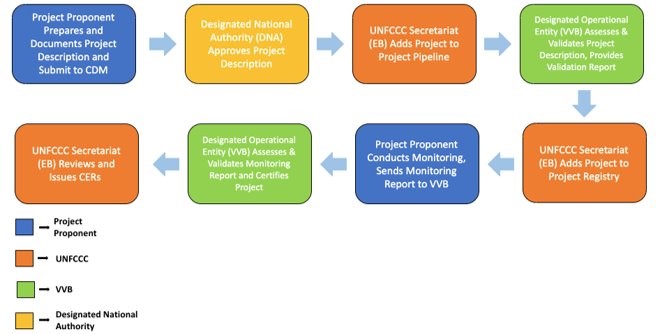 Project Proponent
Prepares and
Documents Project
Description and
Submit to CDM
Designated National
Authority (DNA)
Approves Project
Description
UNFCCC Secretariat
(EB) Adds Project to
Project Pipeline
Designated Operational
Entity (VVB) Assesses &
Validates Project
Description, Provides
Validation Report
UNFCCC Secretariat
(EB) Adds Project to
Project Registry
Project Proponent
Conducts Monitoring,
Sends Monitoring
Report to VVB
Designated Operational
Entity (VVB) Assesses &
Validates Monitoring
Report and Certifies
Project
UNFCCC Secretariat
(EB) Reviews and
Issues CERs
Project
Proponent
UNFCCC
VVB
Designated National
Authority